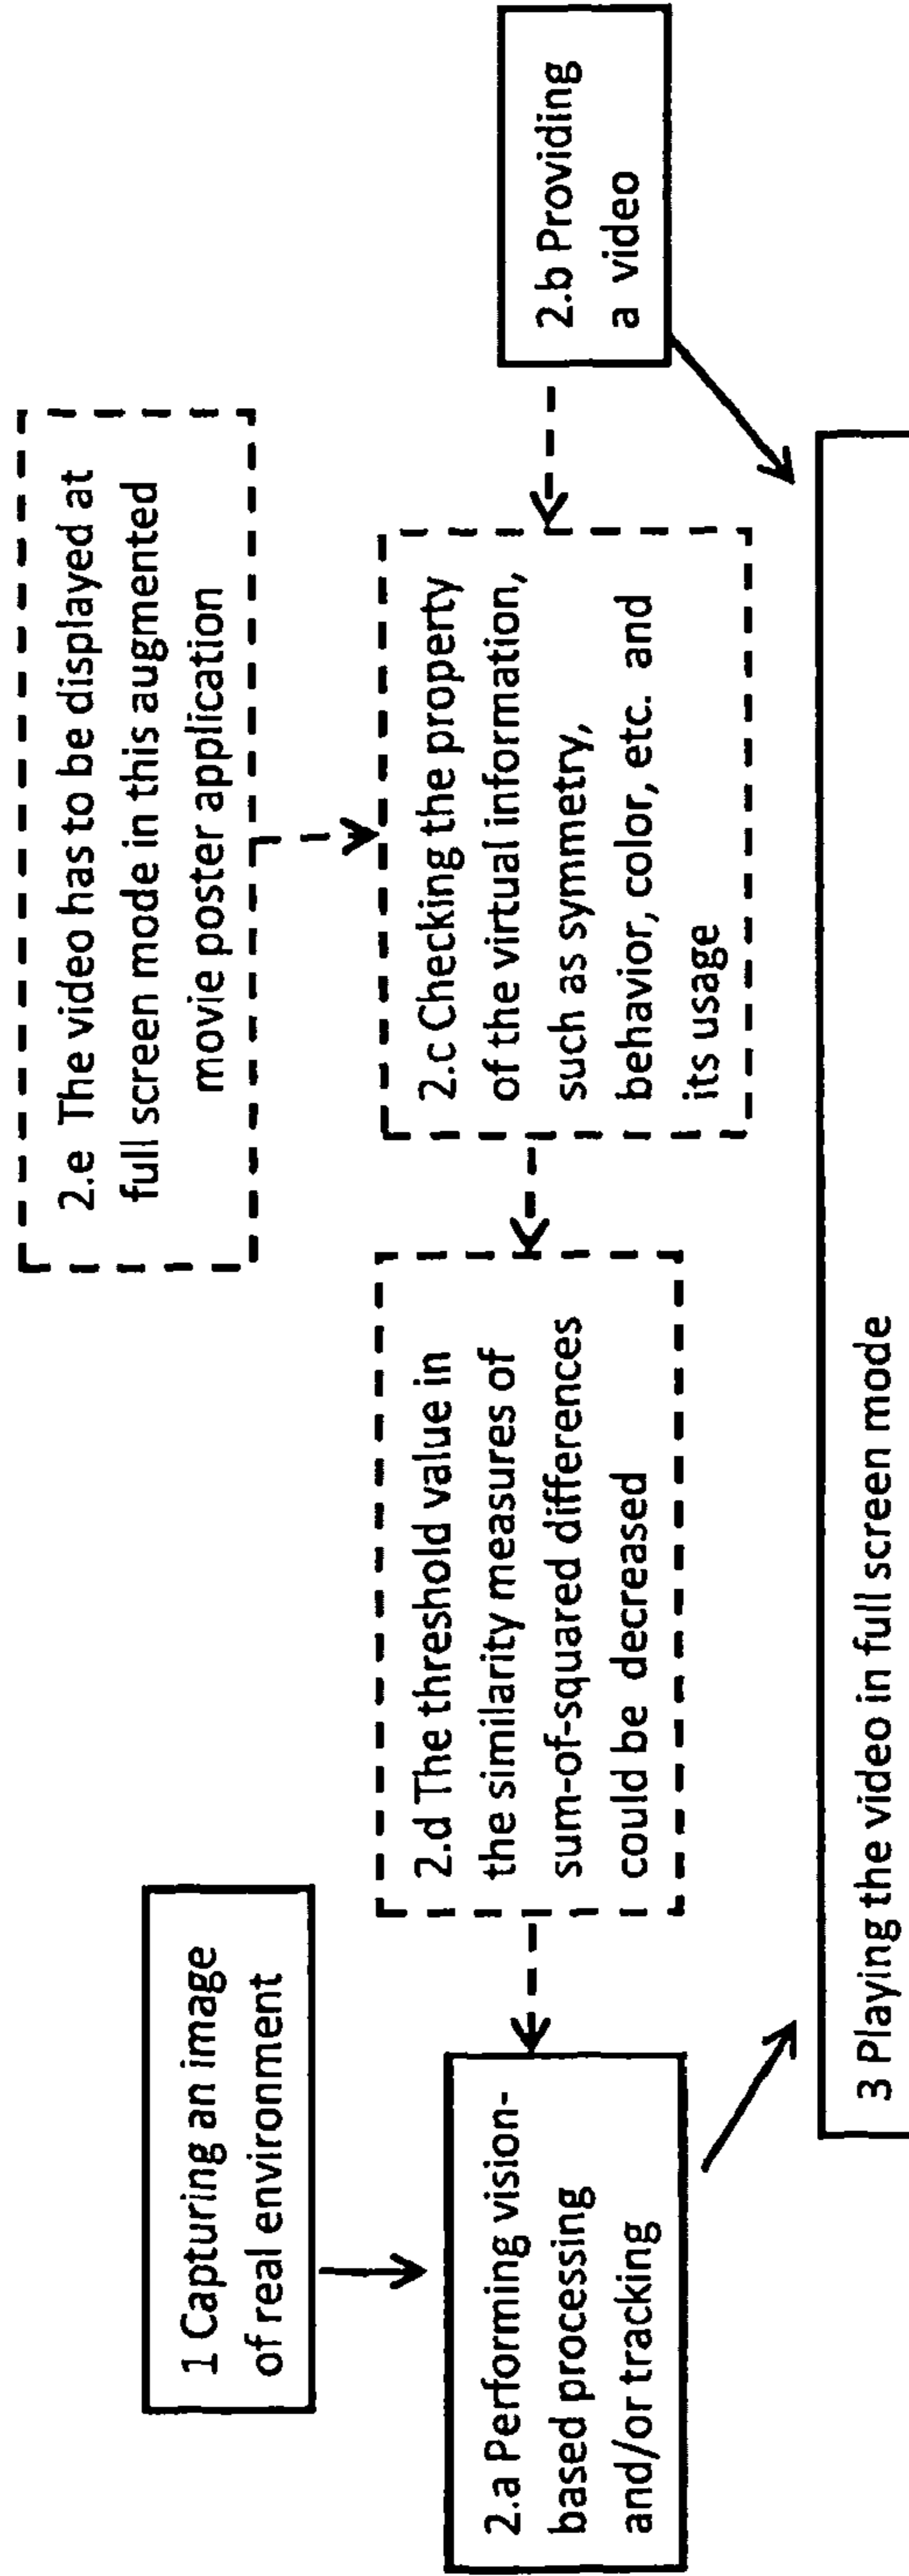 1 Capturing an image
of real environment
2.a Performing vision-
based processing
and/or tracking
2.d The threshold value in
the similarity measures of
sum-of-squared differences
could be decreased
2.e The video has to be displayed at
full screen mode in this augmented
movie poster application
2.c Checking the property
of the virtual information,
such as symmetry,
behavior, color, etc. and
its usage
2.b Providing
a video
3 Playing the video in full screen mode